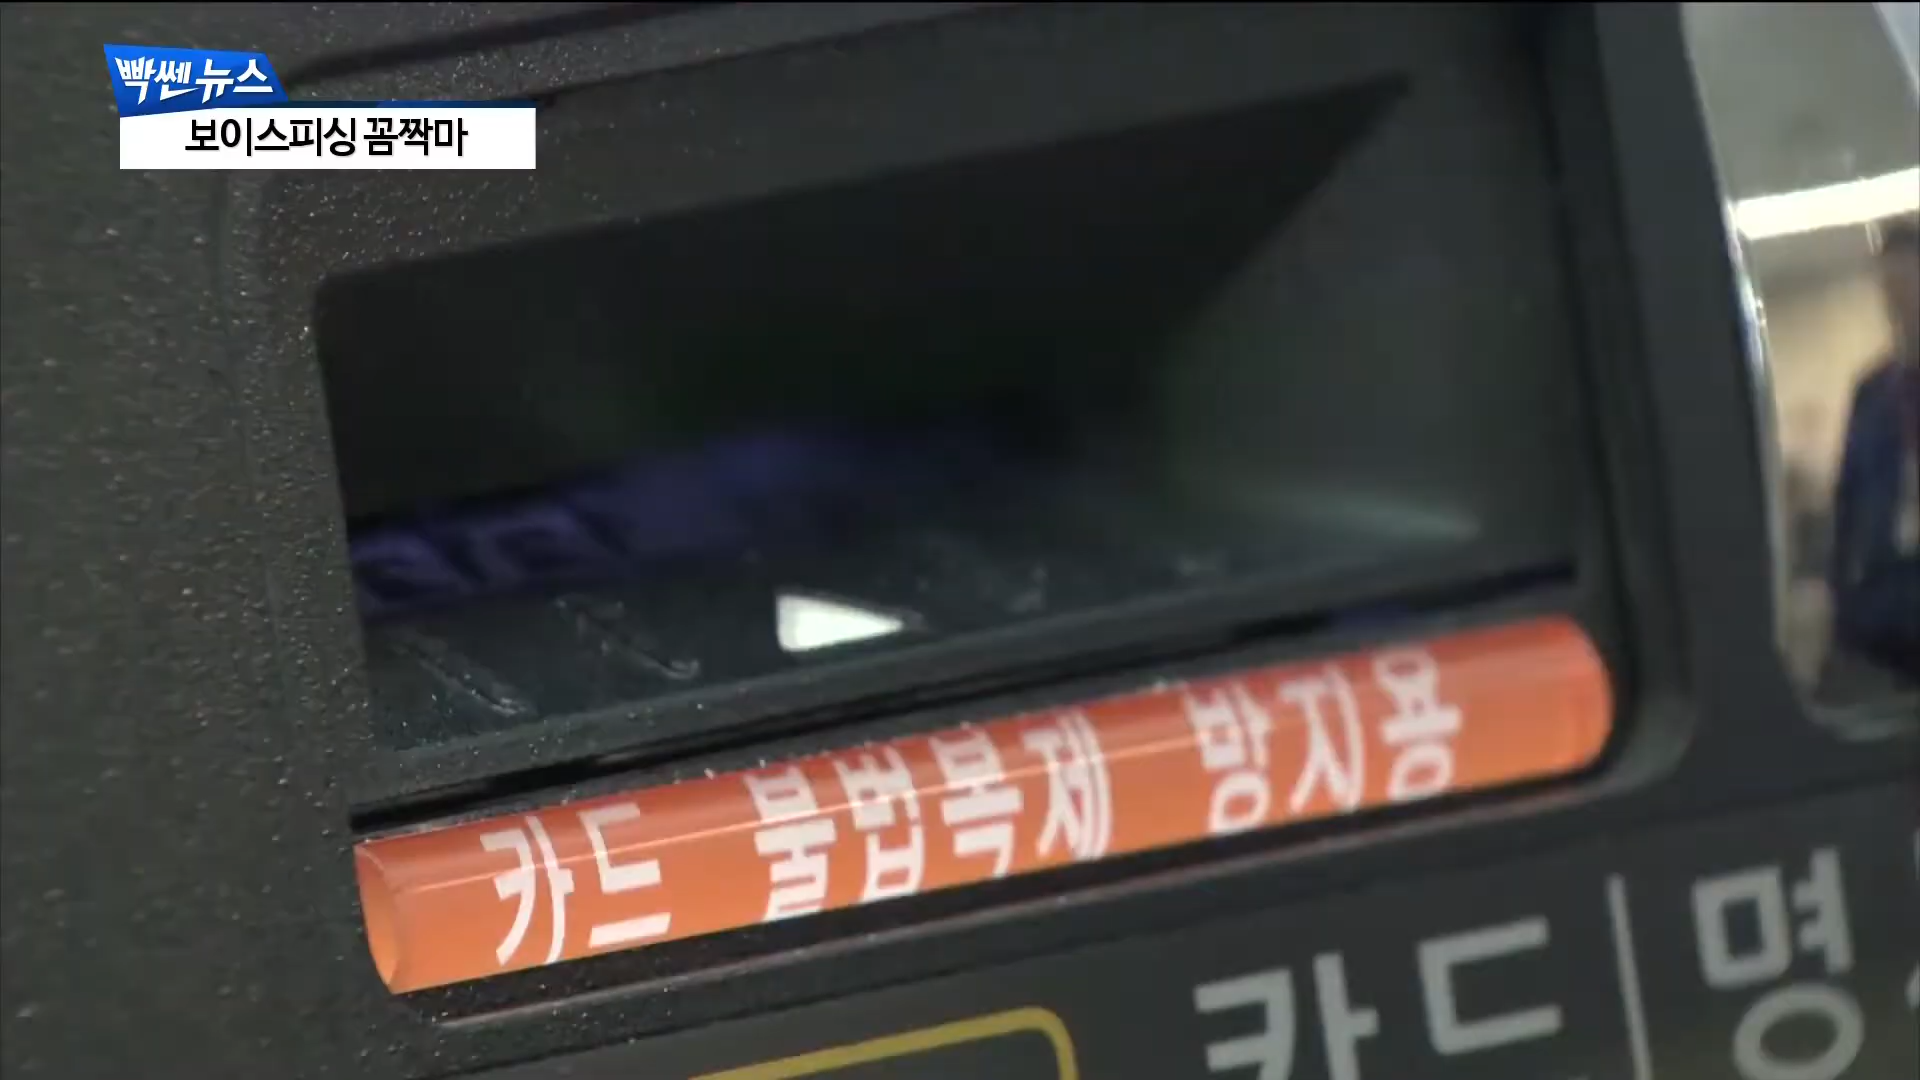 빡쎈뉴스
보이스피싱 꼼짝마
카드 불법복제 방지용
카드 명